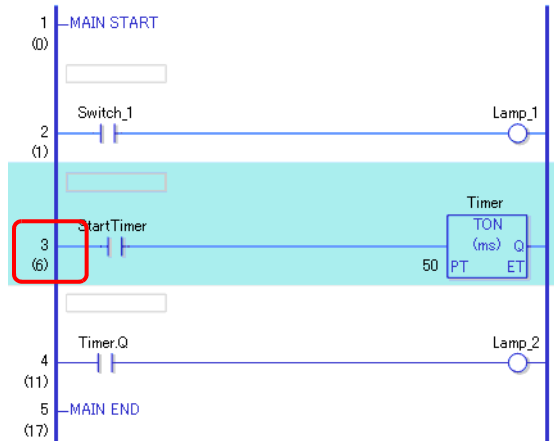 1 MAIN START
(0)
Switch_1 Lamp_1
2
(1)
Timer
StartTimer TON
3 (ms) Q
(6) 50 PT ET
Timer.Q Lamp_2
4
(11)
5 MAIN END
(17)